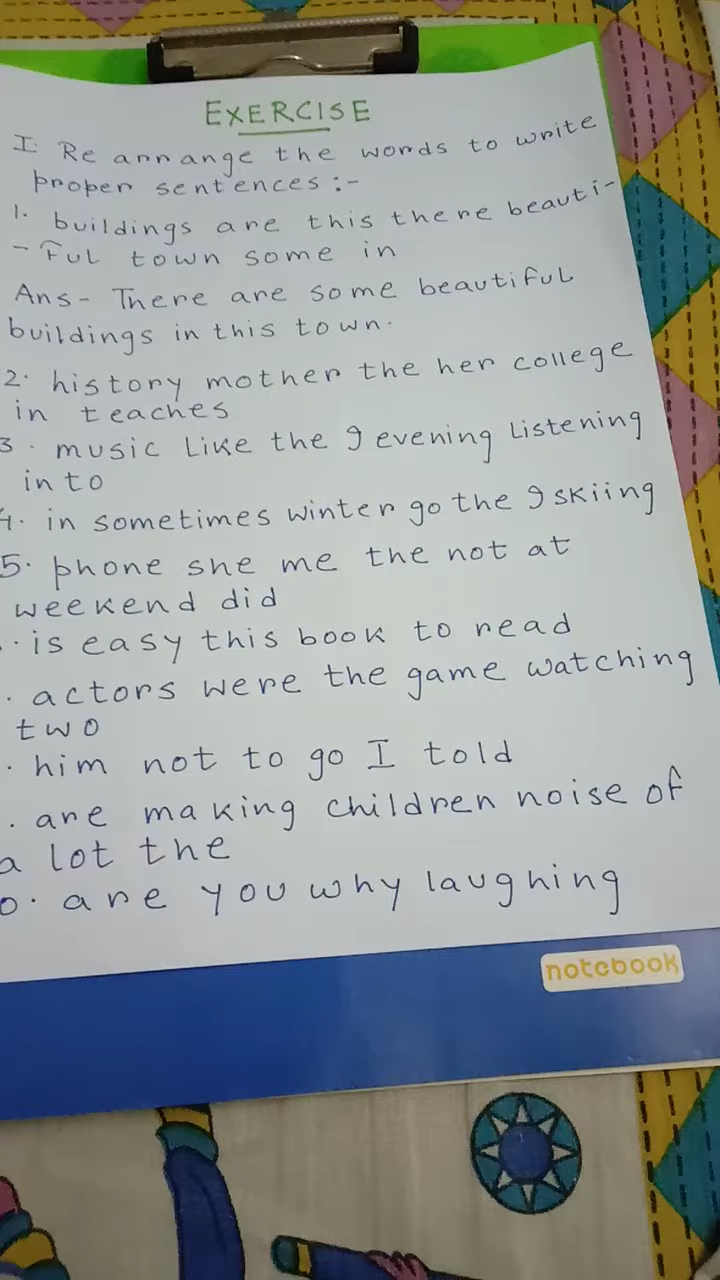 EXERCISE
I. Re arrange the words to write
proper sentences :-
1. buildings are this there beauti-
-ful town some in
Ans- There are some beautiful
buildings in this town.
2. history mother the her college
in teaches
3. music like the I evening listening
in to
4. in sometimes winter go the I skiing
5. phone she me the not at
weekend did
. is easy this book to read
. actors were the game watching
two
. him not to go I told
. are making children noise of
a lot the
0. are you why laughing
notebook